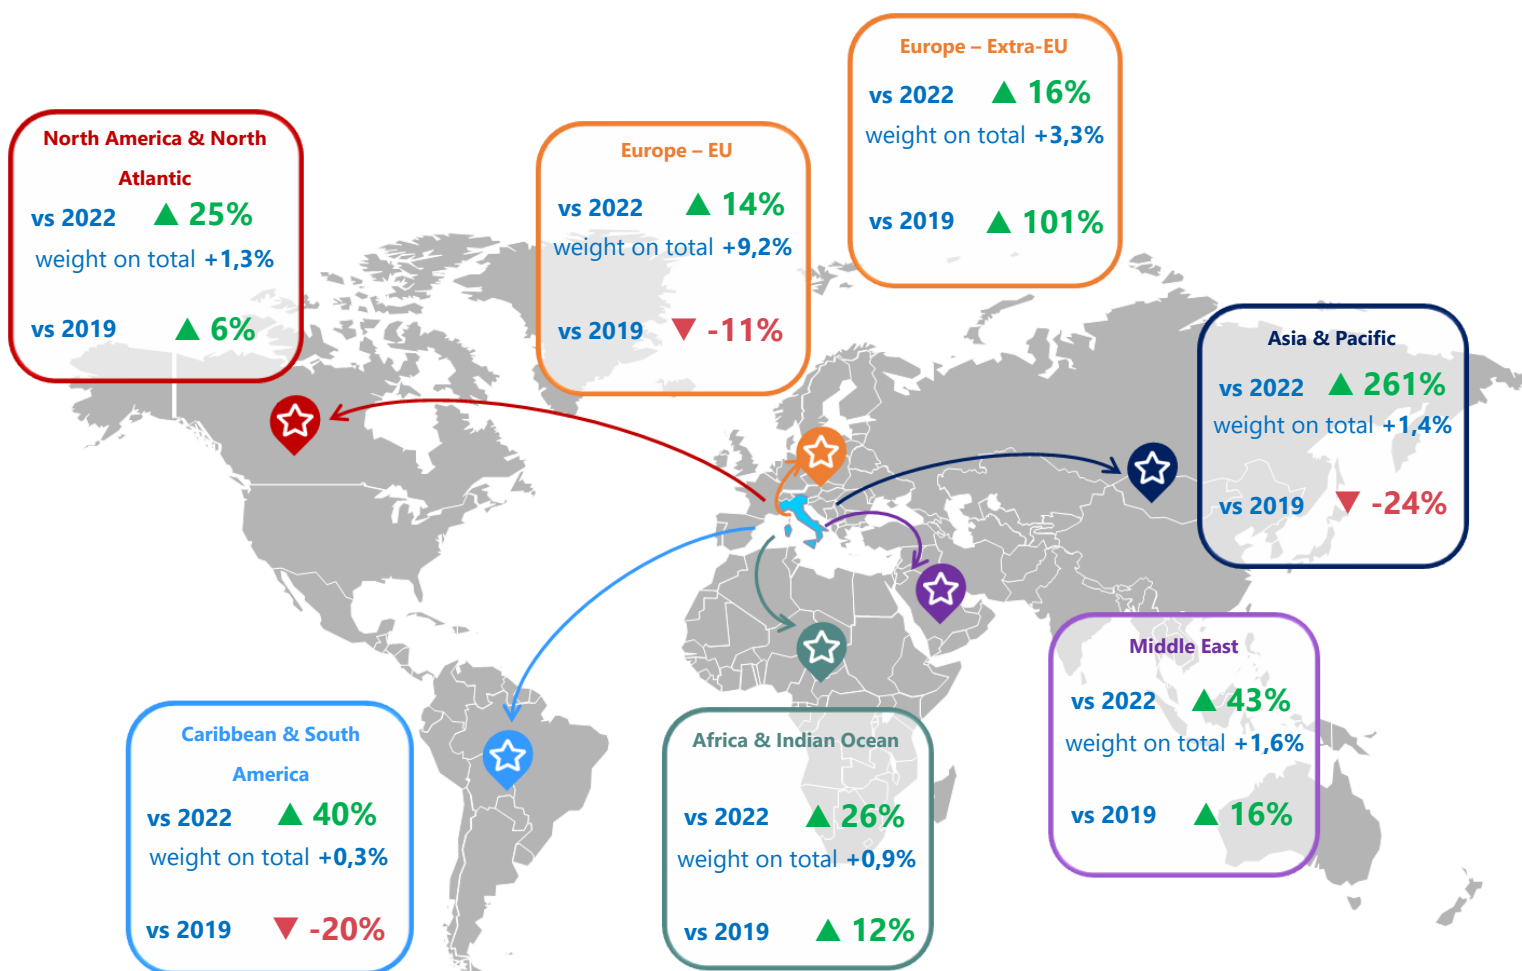 Europe – Extra-EU
vs 2022 ▲ 16%
weight on total +3,3%
vs 2019 ▲ 101%
North America & North
Atlantic
vs 2022 ▲ 25%
weight on total +1,3%
vs 2019 ▲ 6%
Europe – EU
vs 2022 ▲ 14%
weight on total +9,2%
vs 2019 ▼ -11%
Asia & Pacific
vs 2022 ▲ 261%
weight on total +1,4%
vs 2019 ▼ -24%
Middle East
vs 2022 ▲ 43%
weight on total +1,6%
vs 2019 ▲ 16%
Caribbean & South
America
vs 2022 ▲ 40%
weight on total +0,3%
vs 2019 ▼ -20%
Africa & Indian Ocean
vs 2022 ▲ 26%
weight on total +0,9%
vs 2019 ▲ 12%